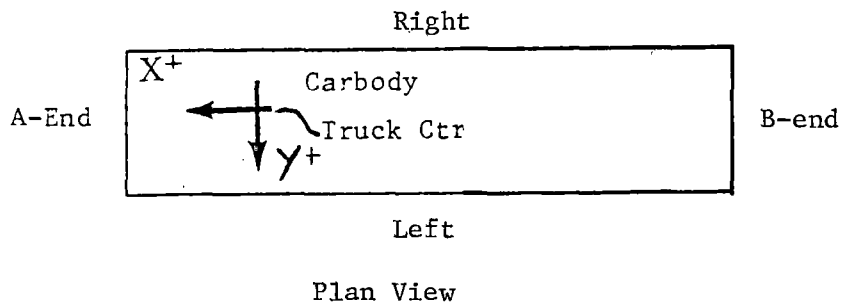 Right
X+
Carbody
A-End
B-end
Truck Ctr
Y+
Left
Plan View